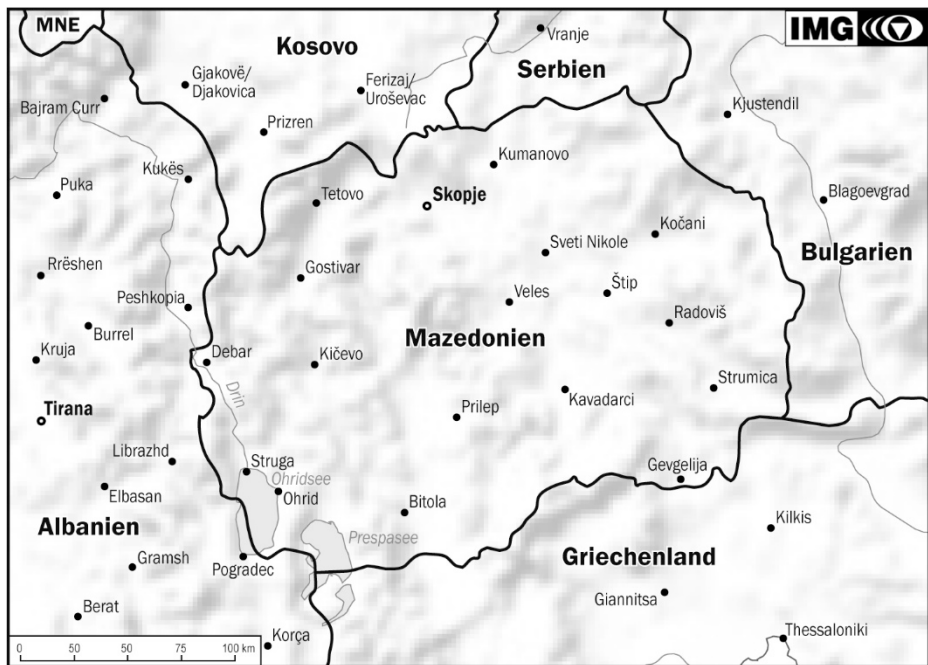 MNE
Kosovo
IMG
Vranje
Serbien
Gjakovë/
Djakovica
Ferizaj/
Uroševac
Bajram Curr
Kjustendil
Prizren
Kumanovo
Kukës
Puka
Tetovo
Skopje
Blagoevgrad
Kočani
Sveti Nikole
Bulgarien
Rrëshen
Gostivar
Peshkopia
Veles
Štip
Radoviš
Burrel
Mazedonien
Kruja
Debar
Kičevo
Drin
Strumica
Kavadarci
Tirana
Prilep
Librazhd
Struga
Ohridsee
Gevgelija
Elbasan
Ohrid
Bitola
Kilkis
Albanien
Prespasee
Gramsh
Pogradec
Griechenland
Giannitsa
Berat
Korça
Thessaloniki
0 25 50 75 100 km